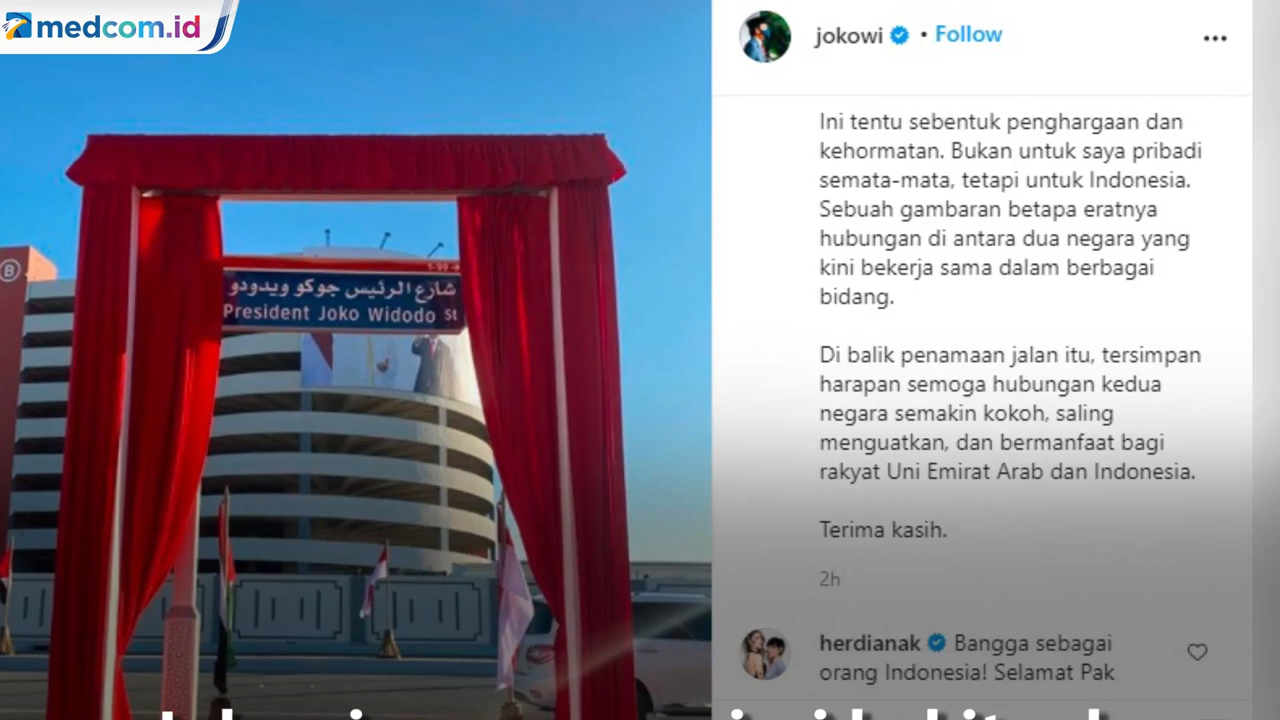 medcom.id
B
1-99 →
شارع الرئيس جوكو ويدودو
President Joko Widodo St
jokowi • Follow
Ini tentu sebentuk penghargaan dan
kehormatan. Bukan untuk saya pribadi
semata-mata, tetapi untuk Indonesia.
Sebuah gambaran betapa eratnya
hubungan di antara dua negara yang
kini bekerja sama dalam berbagai
bidang.
Di balik penamaan jalan itu, tersimpan
harapan semoga hubungan kedua
negara semakin kokoh, saling
menguatkan, dan bermanfaat bagi
rakyat Uni Emirat Arab dan Indonesia.
Terima kasih.
2h
herdianak Bangga sebagai
orang Indonesia! Selamat Pak